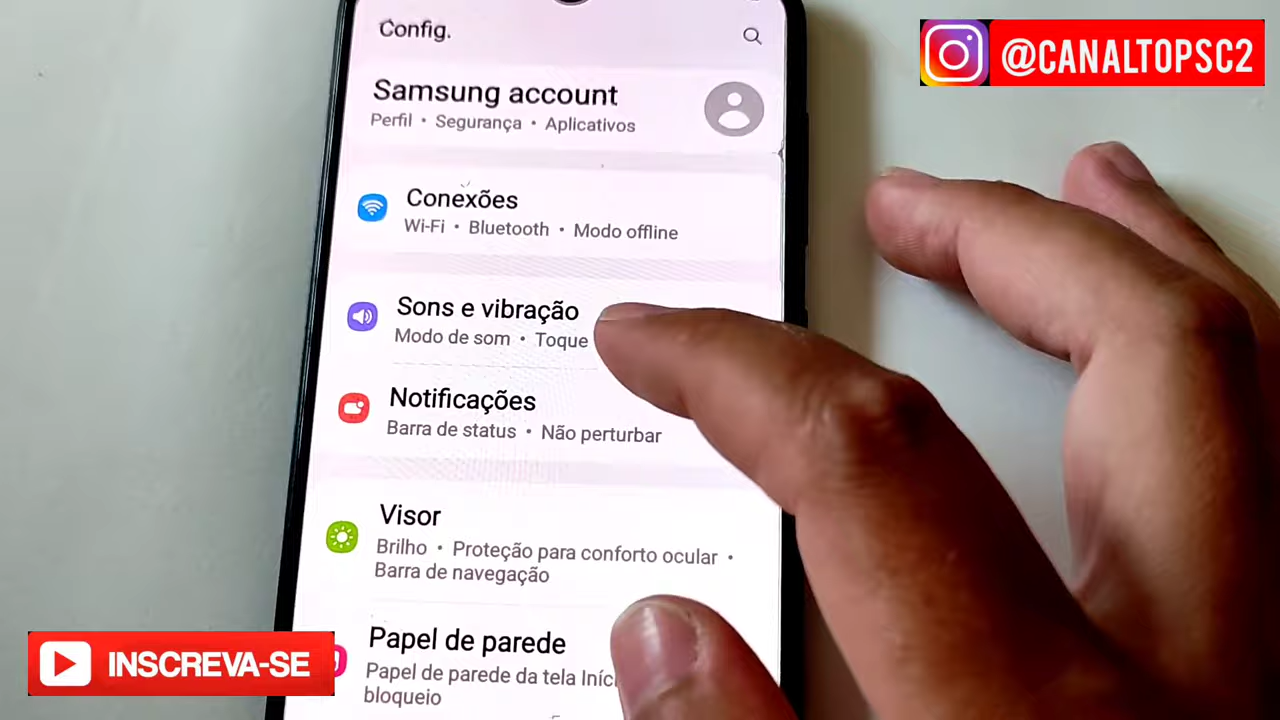 Config.
@CANALTOPSC2
Samsung account
Perfil • Segurança • Aplicativos
Conexões
Wi-Fi • Bluetooth • Modo offline
Sons e vibração
Modo de som • Toque
Notificações
Barra de status • Não perturbar
Visor
Brilho • Proteção para conforto ocular •
Barra de navegação
Papel de parede
Papel de parede da tela
bloqueio
INSCREVA-SE